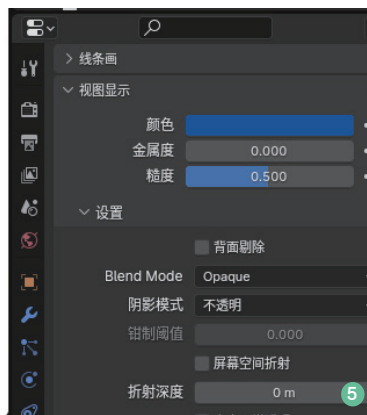 线条画
视图显示
颜色
金属度 0.000
糙度 0.500
设置
背面剔除
Blend Mode Opaque
阴影模式 不透明
钳制阈值 0.000
屏幕空间折射
折射深度 0 m 5